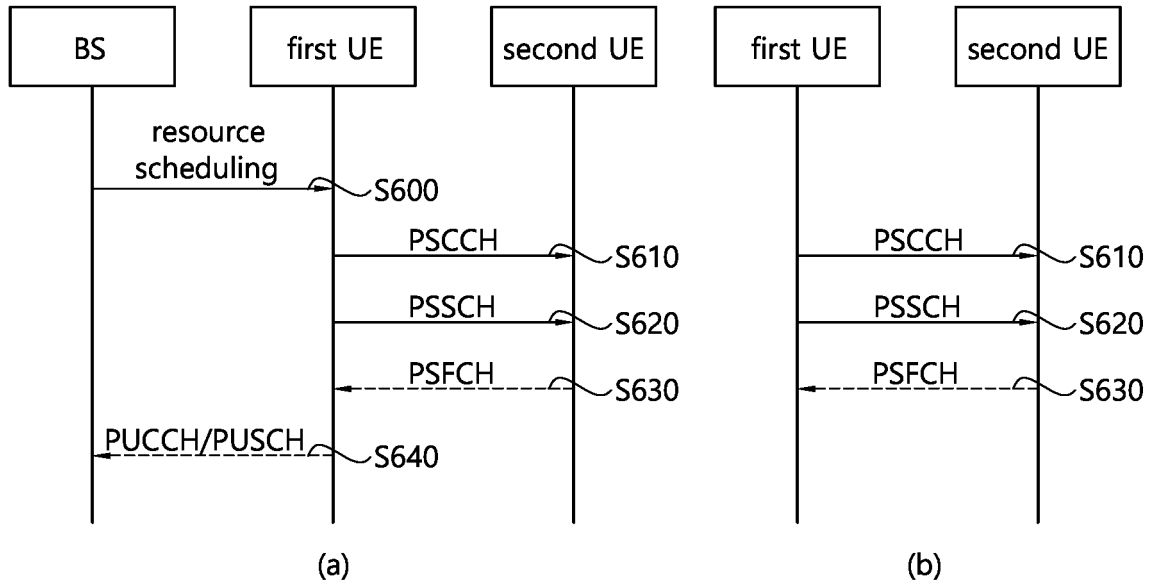 BS
first UE
second UE
first UE
second UE
resource
scheduling
S600
PSCCH
S610
PSCCH
S610
PSSCH
S620
PSSCH
S620
PSFCH
S630
PSFCH
S630
PUCCH/PUSCH
S640
(a)
(b)